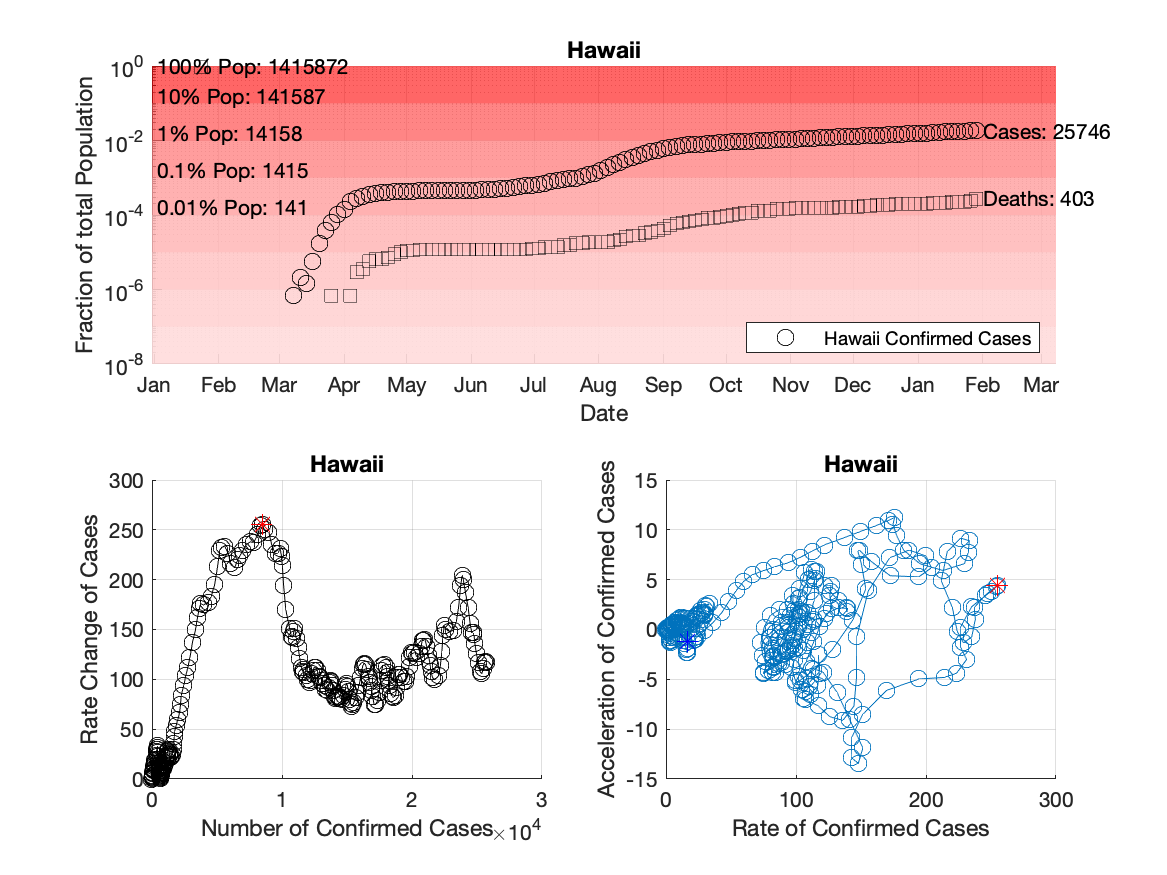 Hawaii
Fraction of total Population
10^0
10^-2
10^-4
10^-6
10^-8
100% Pop: 1415872
10% Pop: 141587
1% Pop: 14158
0.1% Pop: 1415
0.01% Pop: 141
Cases: 25746
Deaths: 403
Hawaii Confirmed Cases
Jan Feb Mar Apr May Jun Jul Aug Sep Oct Nov Dec Jan Feb Mar
Date
Hawaii
Rate Change of Cases
300
250
200
150
100
50
0
0 1 2 3
Number of Confirmed Cases ×10^4
Hawaii
Acceleration of Confirmed Cases
15
10
5
0
-5
-10
-15
0 100 200 300
Rate of Confirmed Cases